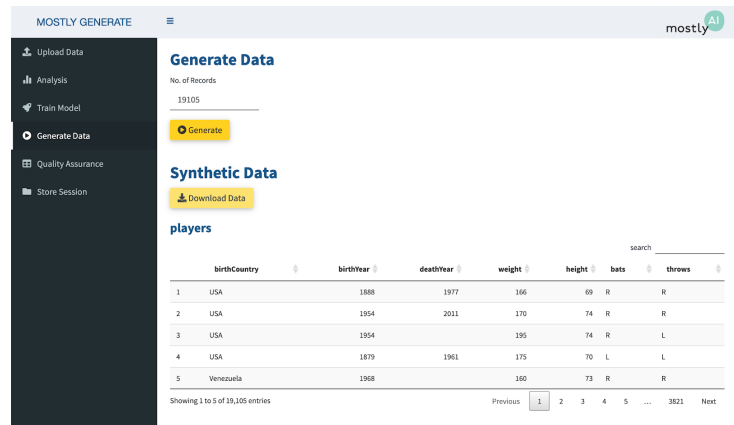 MOSTLY GENERATE
mostly AI
Upload Data
Analysis
Train Model
Generate Data
Quality Assurance
Store Session
Generate Data
No. of Records
19105
Generate
Synthetic Data
Download Data
players
search
birthCountry birthYear deathYear weight height bats throws
1 USA 1888 1977 166 69 R R
2 USA 1954 2011 170 74 R R
3 USA 1954 195 74 R L
4 USA 1879 1961 175 70 L L
5 Venezuela 1968 160 73 R R
Showing 1 to 5 of 19,105 entries Previous 1 2 3 4 5 ... 3821 Next